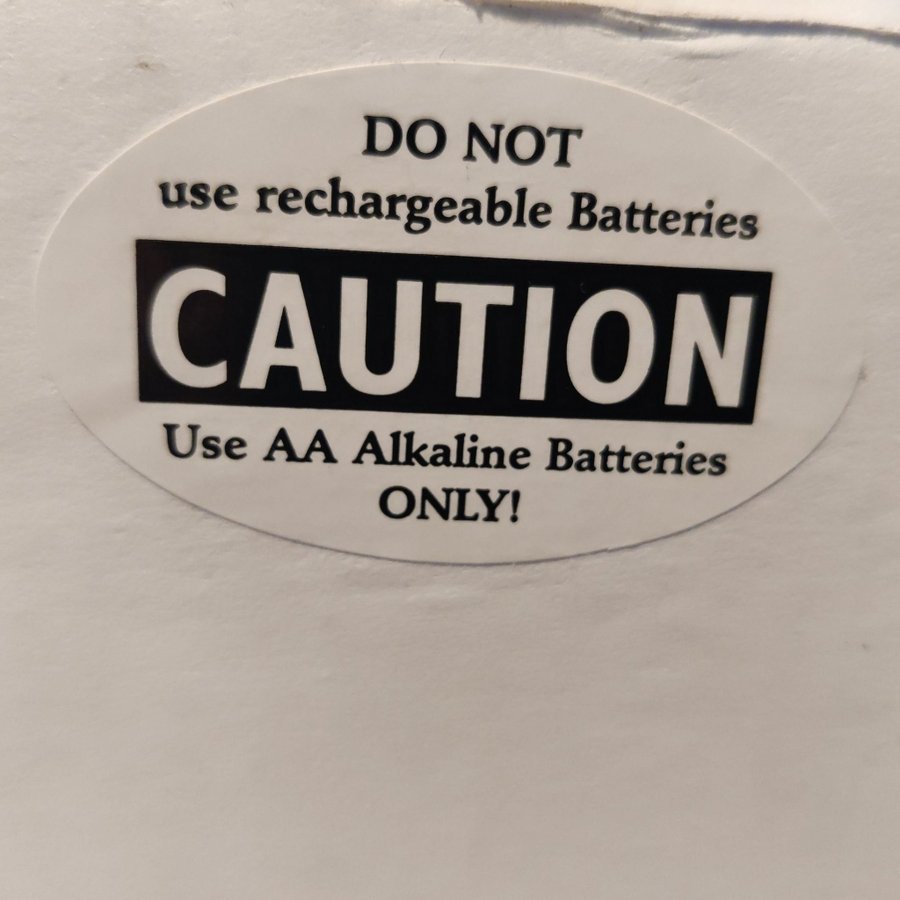 DO NOT
use rechargeable Batteries
CAUTION
Use AA Alkaline Batteries
ONLY!